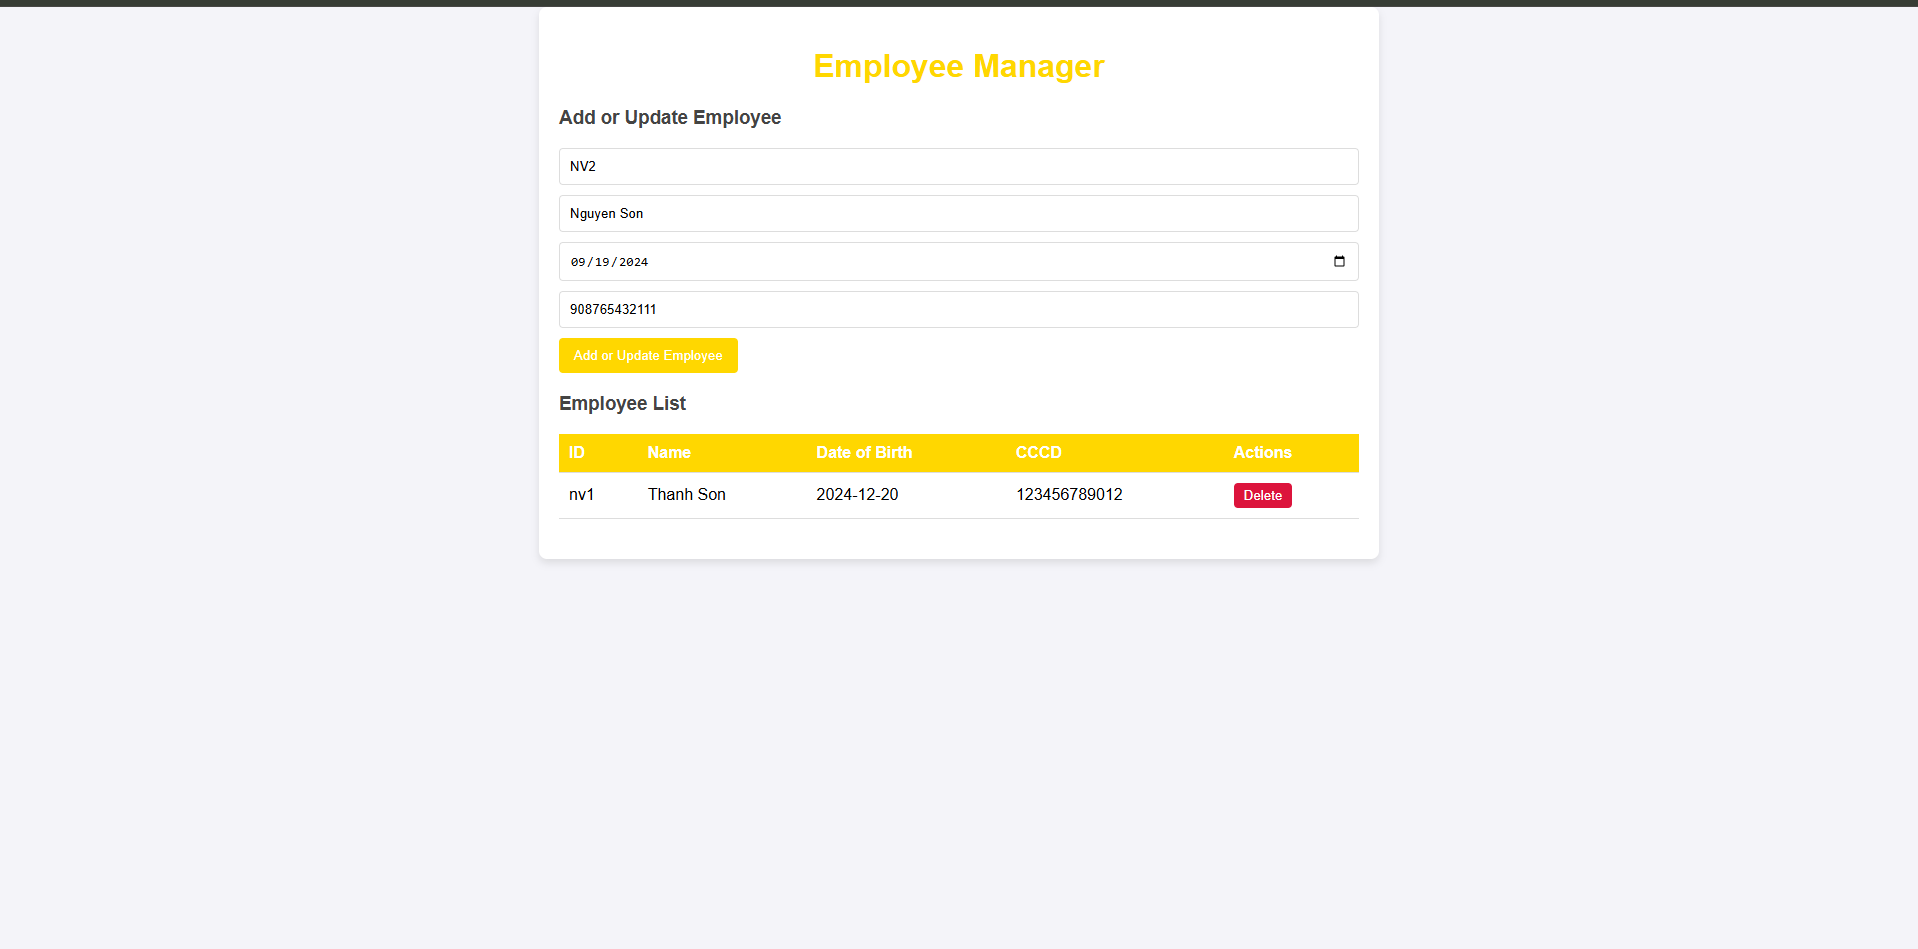 Employee Manager
Add or Update Employee
NV2
Nguyen Son
09/19/2024
908765432111
Add or Update Employee
Employee List
ID Name Date of Birth CCCD Actions
nv1 Thanh Son 2024-12-20 123456789012 Delete